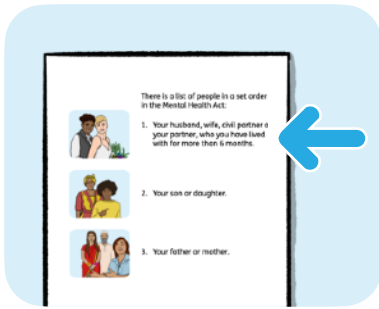 There is a list of people in a set order
in the Mental Health Act:
1. Your husband, wife, civil partner o
your partner, who you have lived
with for more than 6 months.
2. Your son or daughter.
3. Your father or mother.